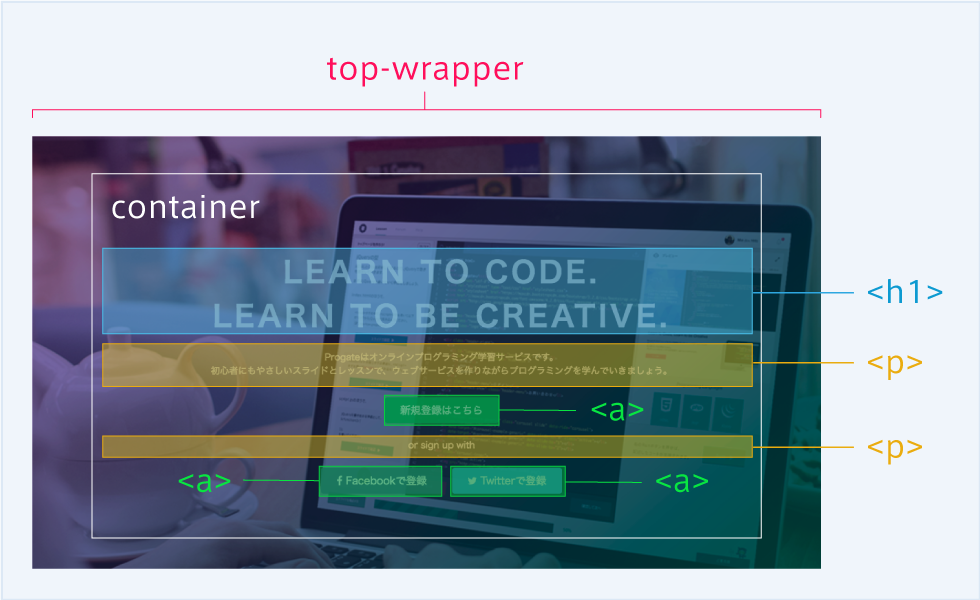 top-wrapper
container
LEARN TO CODE.
LEARN TO BE CREATIVE.
<h1>
Progateはオンラインプログラミング学習サービスです。
初心者にもやさしいスライドとレッスンで、ウェブサービスを作りながらプログラミングを学んでいきましょう。
<p>
新規登録はこちら
<a>
or sign up with
<p>
<a>
Facebookで登録
Twitterで登録
<a>